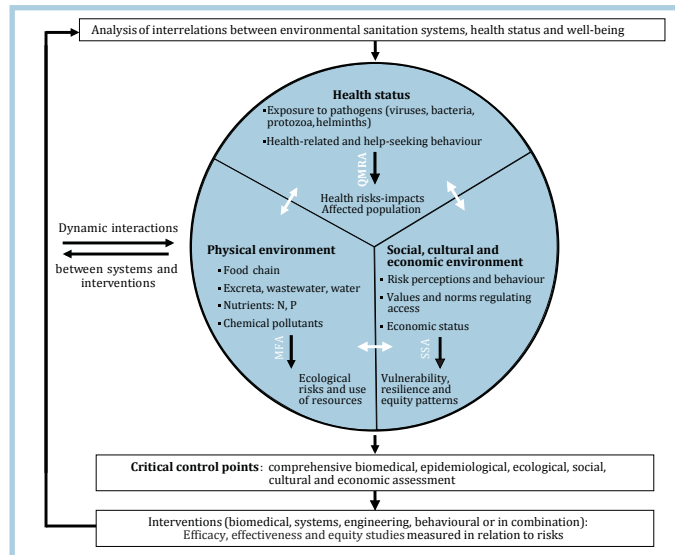 Analysis of interrelations between environmental sanitation systems, health status and well-being
Health status
▪Exposure to pathogens (viruses, bacteria,
protozoa, helminths)
▪Health-related and help-seeking behaviour
QMRA
Health risks-impacts
Affected population
Dynamic interactions
between systems and
interventions
Physical environment
▪ Food chain
▪ Excreta, wastewater, water
▪ Nutrients: N, P
▪ Chemical pollutants
MFA
Ecological
risks and use
of resources
Social, cultural and
economic environment
▪ Risk perceptions and behaviour
▪ Values and norms regulating
access
▪ Economic status
SSA
Vulnerability,
resilience and
equity patterns
Critical control points: comprehensive biomedical, epidemiological, ecological, social,
cultural and economic assessment
Interventions (biomedical, systems, engineering, behavioural or in combination):
Efficacy, effectiveness and equity studies measured in relation to risks